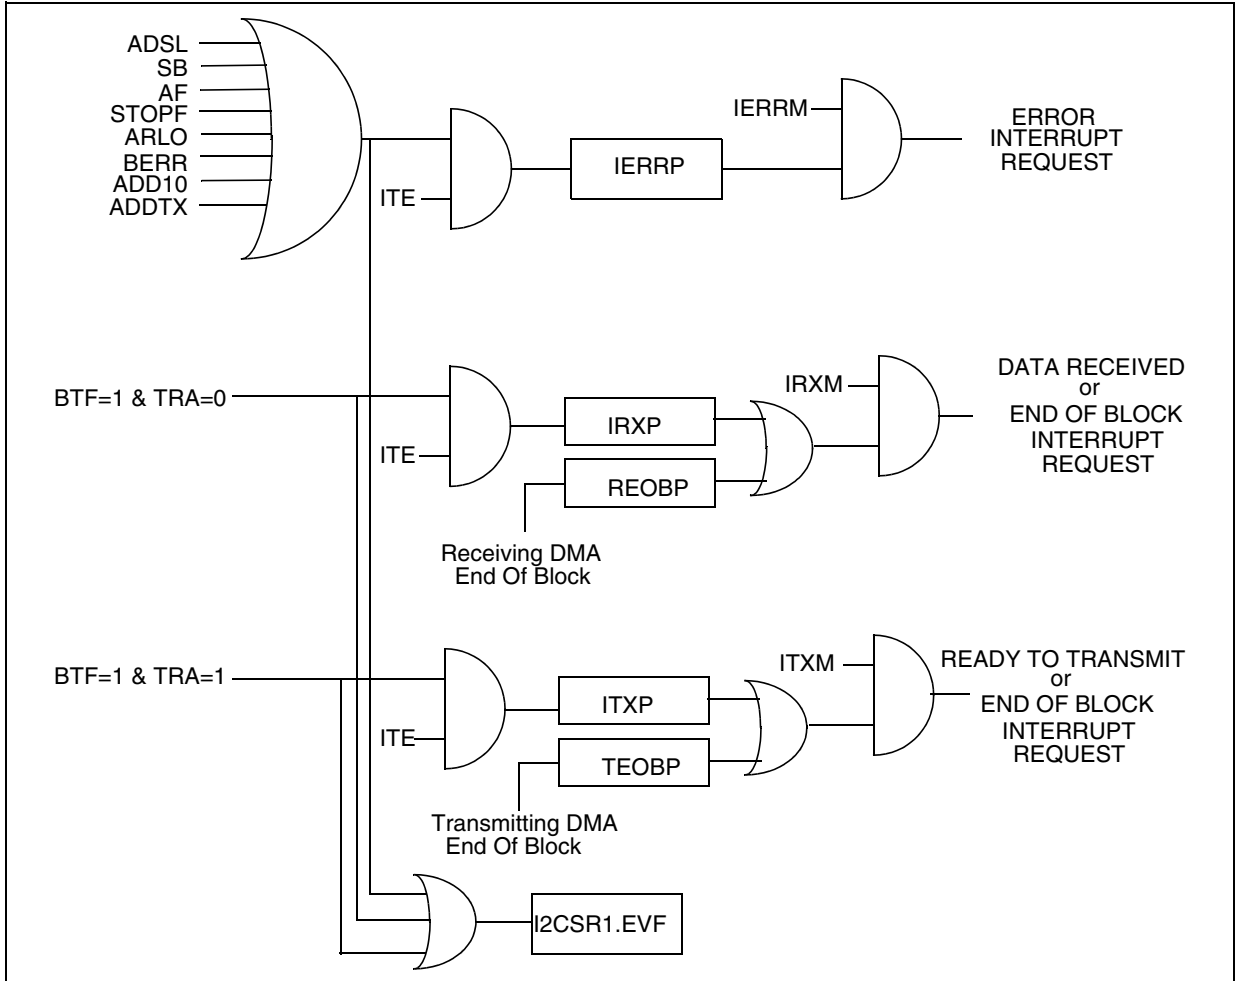 ADSL
SB
AF
STOPF
ARLO
BERR
ADD10
ADDTX
ITE
IERRP
IERRM
ERROR
INTERRUPT
REQUEST
BTF=1 & TRA=0
ITE
IRXP
REOBP
Receiving DMA
End Of Block
IRXM
DATA RECEIVED
or
END OF BLOCK
INTERRUPT
REQUEST
BTF=1 & TRA=1
ITE
ITXP
TEOBP
Transmitting DMA
End Of Block
ITXM
READY TO TRANSMIT
or
END OF BLOCK
INTERRUPT
REQUEST
I2CSR1.EVF